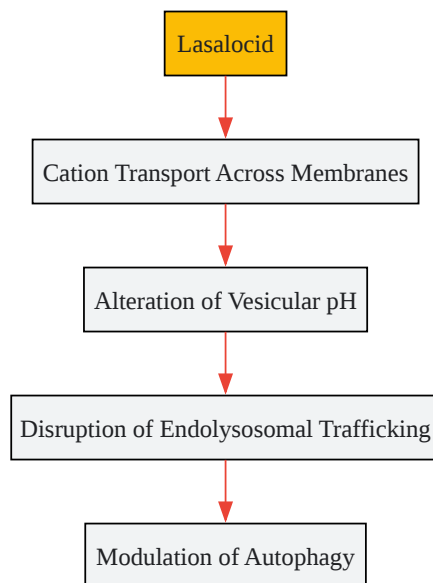 Lasalocid
Cation Transport Across Membranes
Alteration of Vesicular pH
Disruption of Endolysosomal Trafficking
Modulation of Autophagy